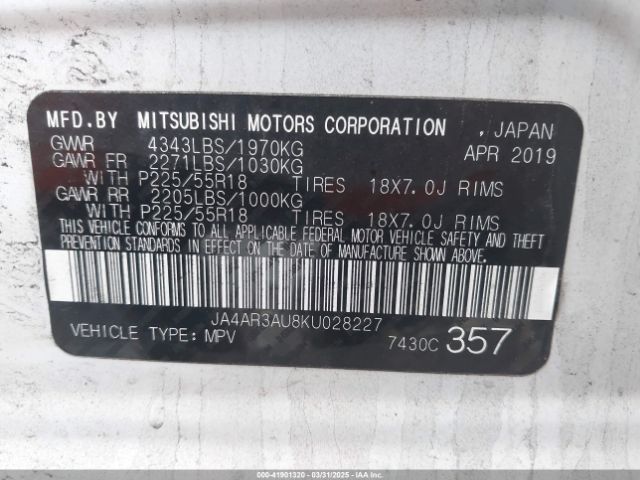 MFD.BY MITSUBISHI MOTORS CORPORATION , JAPAN
GVWR 4343LBS/1970KG APR 2019
GAWR FR 2271LBS/1030KG
WITH P225/55R18 TIRES 18X7.0J RIMS
GAWR RR 2205LBS/1000KG
WITH P225/55R18 TIRES 18X7.0J RIMS
THIS VEHICLE CONFORMS TO ALL APPLICABLE FEDERAL MOTOR VEHICLE SAFETY AND THEFT
PREVENTION STANDARDS IN EFFECT ON THE DATE OF MANUFACTURE SHOWN ABOVE.
JA4AR3AU8KU028227
VEHICLE TYPE: MPV 7430C 357
000-41901320 - 03/31/2025 - IAAI.COM